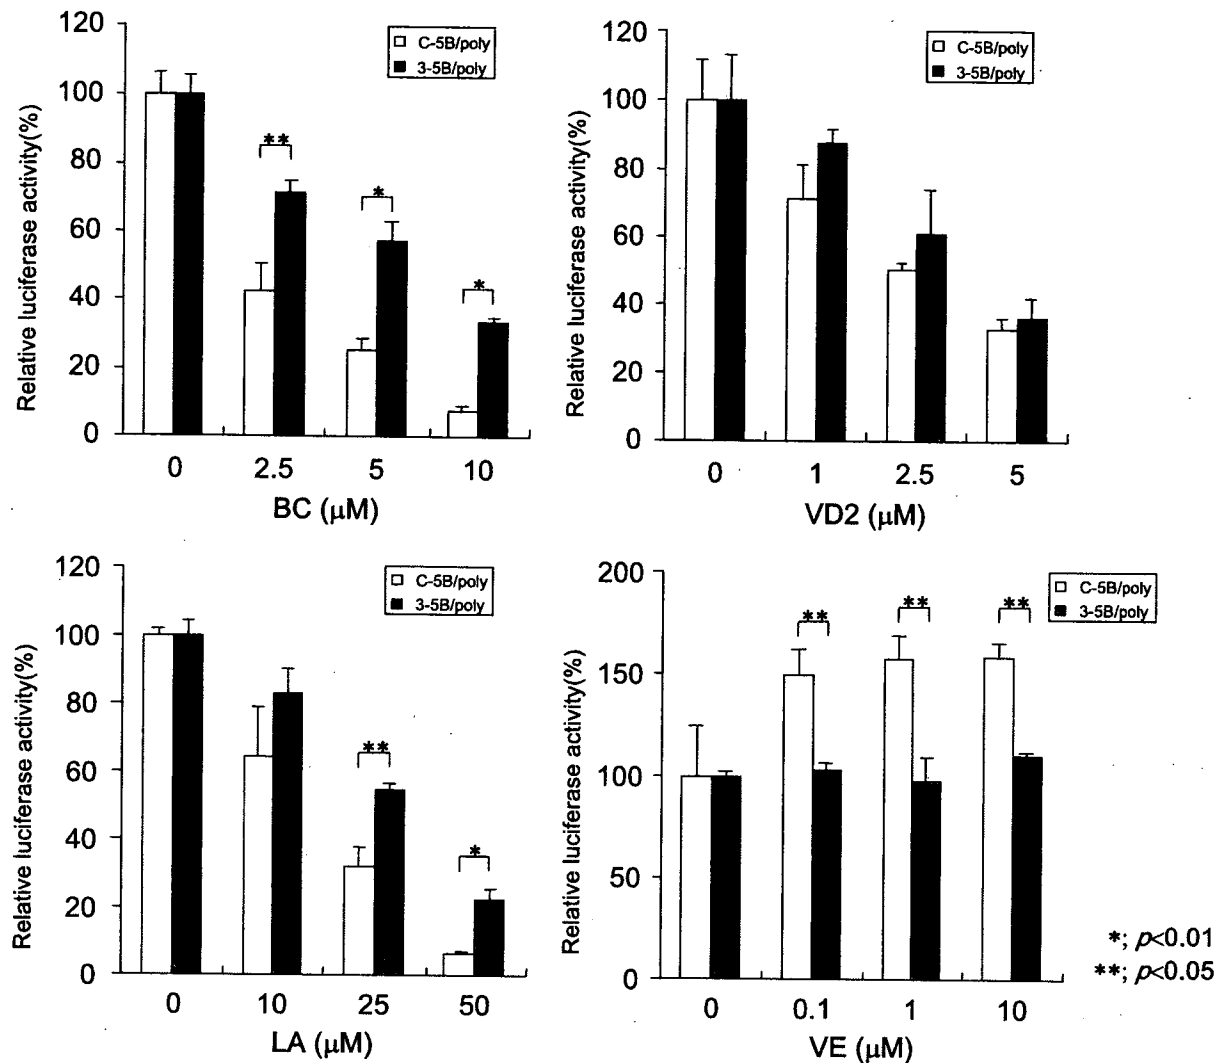 120
100
80
60
40
20
0
Relative luciferase activity(%)
C-5B/poly
3-5B/poly
**
*
*
0 2.5 5 10
BC (μM)
120
100
80
60
40
20
0
Relative luciferase activity(%)
C-5B/poly
3-5B/poly
0 1 2.5 5
VD2 (μM)
120
100
80
60
40
20
0
Relative luciferase activity(%)
C-5B/poly
3-5B/poly
**
*
0 10 25 50
LA (μM)
200
150
100
50
0
Relative luciferase activity(%)
C-5B/poly
3-5B/poly
** ** **
0 0.1 1 10
VE (μM)
*; p<0.01
**; p<0.05